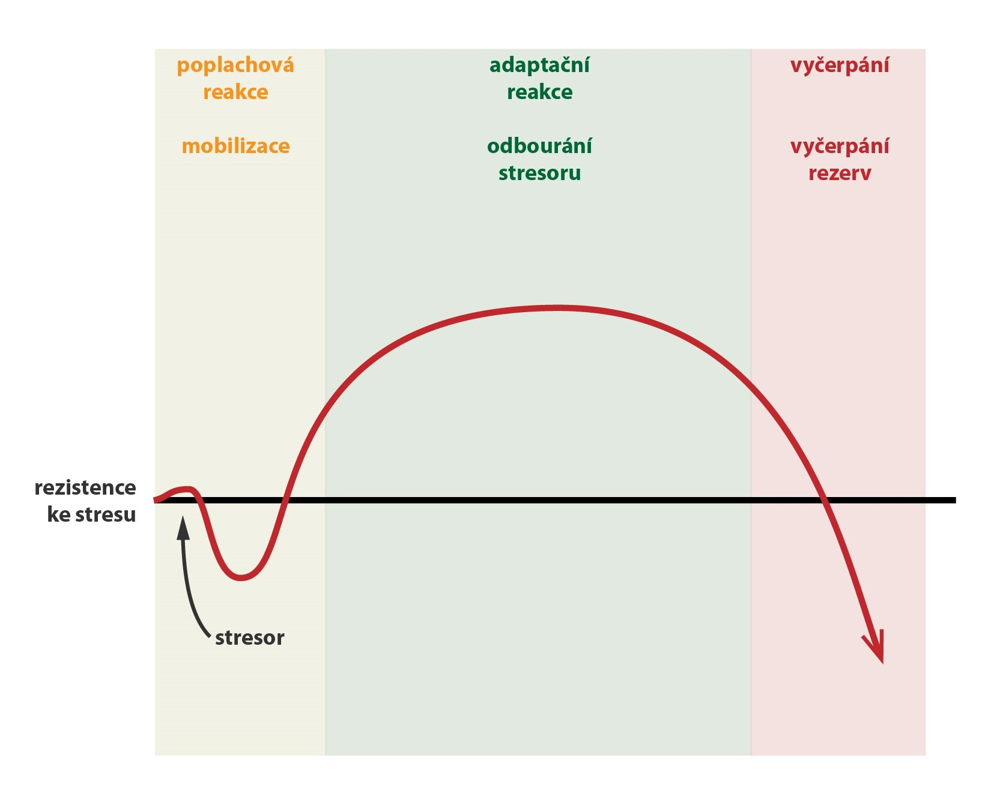 poplachová
reakce
mobilizace
adaptační
reakce
odbourání
stresoru
vyčerpání
vyčerpání
rezerv
rezistence
ke stresu
stresor